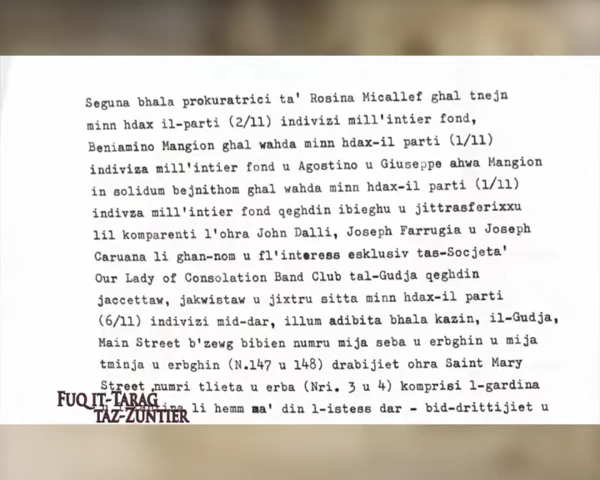 Seguna bhala prokuratrici ta' Rosina Micallef ghal tnejn
minn hdax il-parti (2/11) indivizi mill'intier fond,
Beniamino Mangion ghal wahda minn hdax-il parti (1/11)
indiviza mill'intier fond u Agostino u Giuseppe ahwa Mangion
in solidum bejnithom ghal wahda minn hdax-il parti (1/11)
indivza mill'intier fond qeghdin ibieghu u jittrasferixxu
lil komparenti l'ohra John Dalli, Joseph Farrugia u Joseph
Caruana li ghan-nom u fl'interess esklusiv tas-Socjeta'
Our Lady of Consolation Band Club tal-Gudja qeghdin
jaccettaw, jakwistaw u jixtru sitta minn hdax-il parti
(6/11) indivizi mid-dar, illum adibita bhala kazin, il-Gudja,
Main Street b'zewg bibien numru mija seba u erbghin u mija
tminja u erbghin (N.147 u 148) drabijiet ohra Saint Mary
Street numri tlieta u erba (Nri. 3 u 4) komprisi l-gardina
li hemm ma' din l-istess dar - bid-drittijiet u
FUQ IT-TARAĠ
TAZ-ZUNTIER